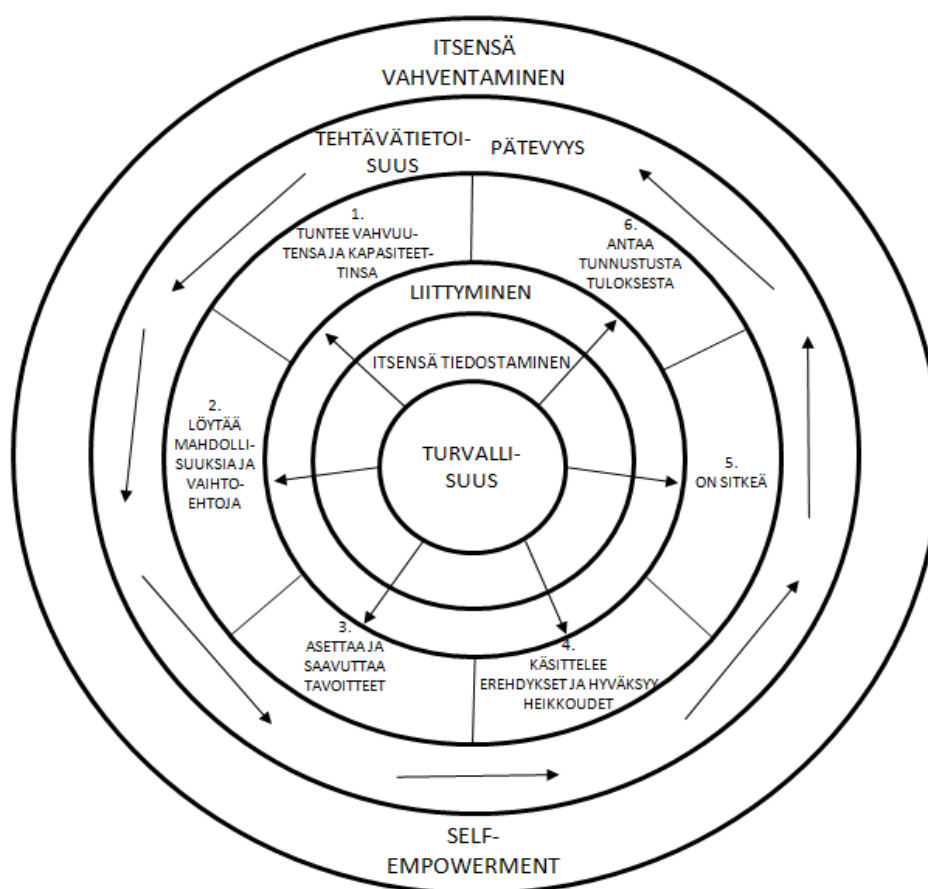 ITSENSÄ
VAHVENTAMINEN
TEHTÄVÄTIETOI-
SUUS
PÄTEVYYS
1.
TUNTEE VAHVUU-
TENSA JA KAPASITEET-
TINSA
6.
ANTAA
TUNNUSTUSTA
TULOKSESTA
LIITTYMINEN
ITSENSÄ TIEDOSTAMINEN
2.
LÖYTÄÄ
MAHDOLLI-
SUUKSIA JA
VAIHTO-
EHTOJA
TURVALLI-
SUUS
5.
ON SITKEÄ
3.
ASETTAA JA
SAAVUTTAA
TAVOITTEET
4.
KÄSITTELEE
EREHDYKSET JA HYVÄKSYY
HEIKKOUDET
SELF-
EMPOWERMENT